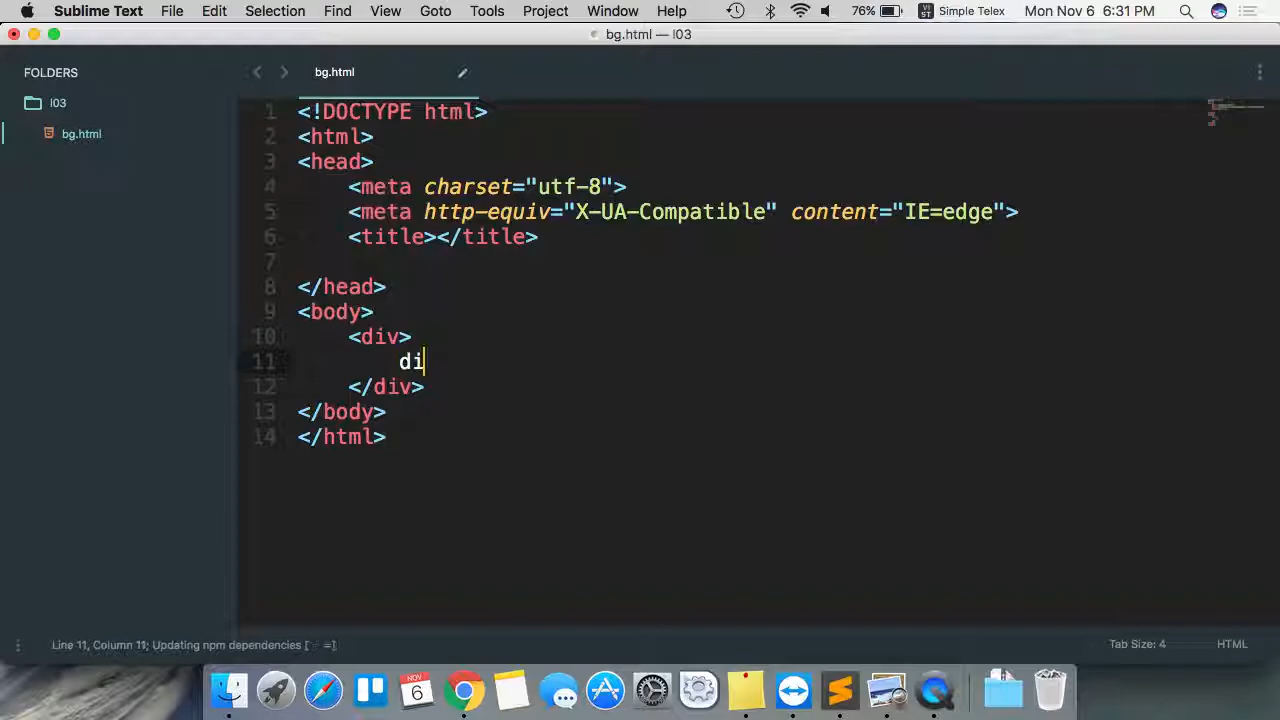 Sublime Text File Edit Selection Find View Goto Tools Project Window Help 76% VI ST Simple Telex Mon Nov 6 6:31 PM
bg.html — l03
FOLDERS
l03
bg.html
bg.html
1 <!DOCTYPE html>
2 <html>
3 <head>
4 <meta charset="utf-8">
5 <meta http-equiv="X-UA-Compatible" content="IE=edge">
6 <title></title>
7
8 </head>
9 <body>
10 <div>
11 di
12 </div>
13 </body>
14 </html>
Line 11, Column 11; Updating npm dependencies [ = ] Tab Size: 4 HTML
NOV
6